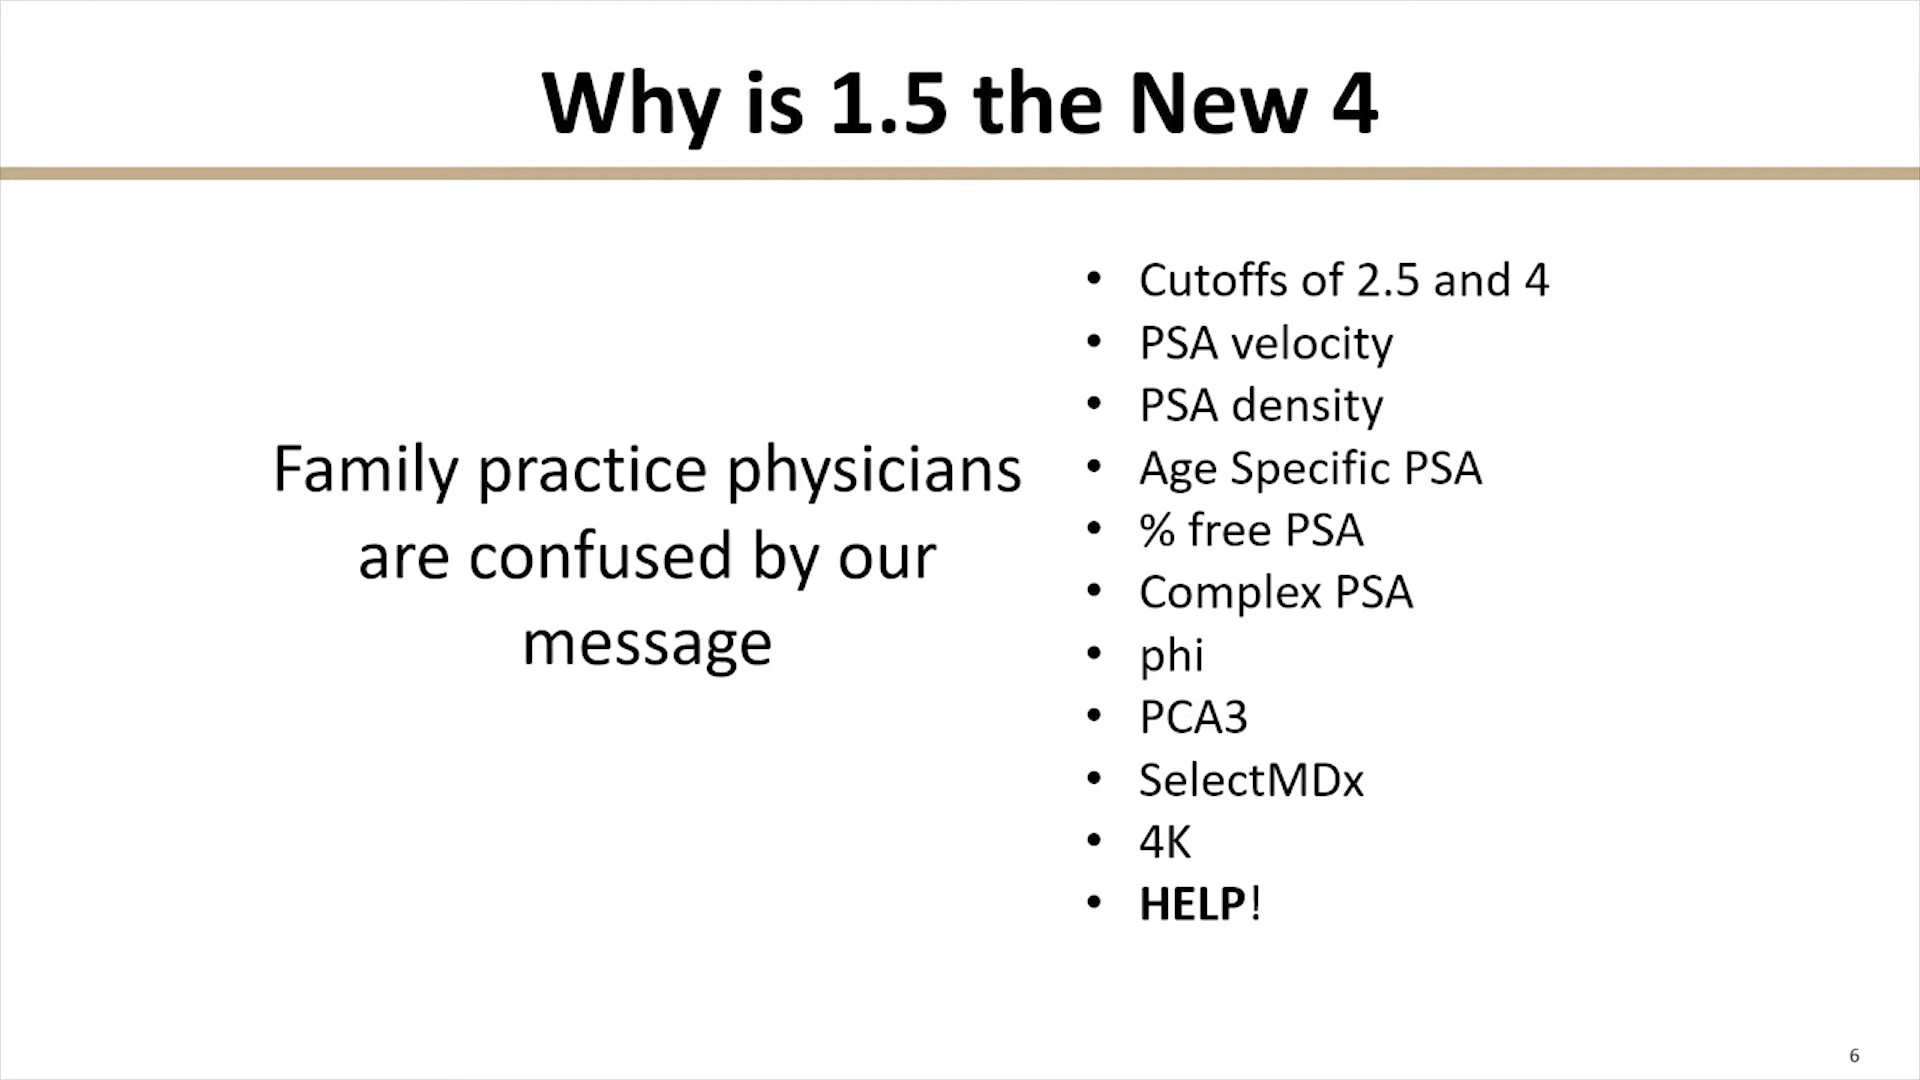 Why is 1.5 the New 4
Family practice physicians
are confused by our
message
• Cutoffs of 2.5 and 4
• PSA velocity
• PSA density
• Age Specific PSA
• % free PSA
• Complex PSA
• phi
• PCA3
• SelectMDx
• 4K
• HELP!
6